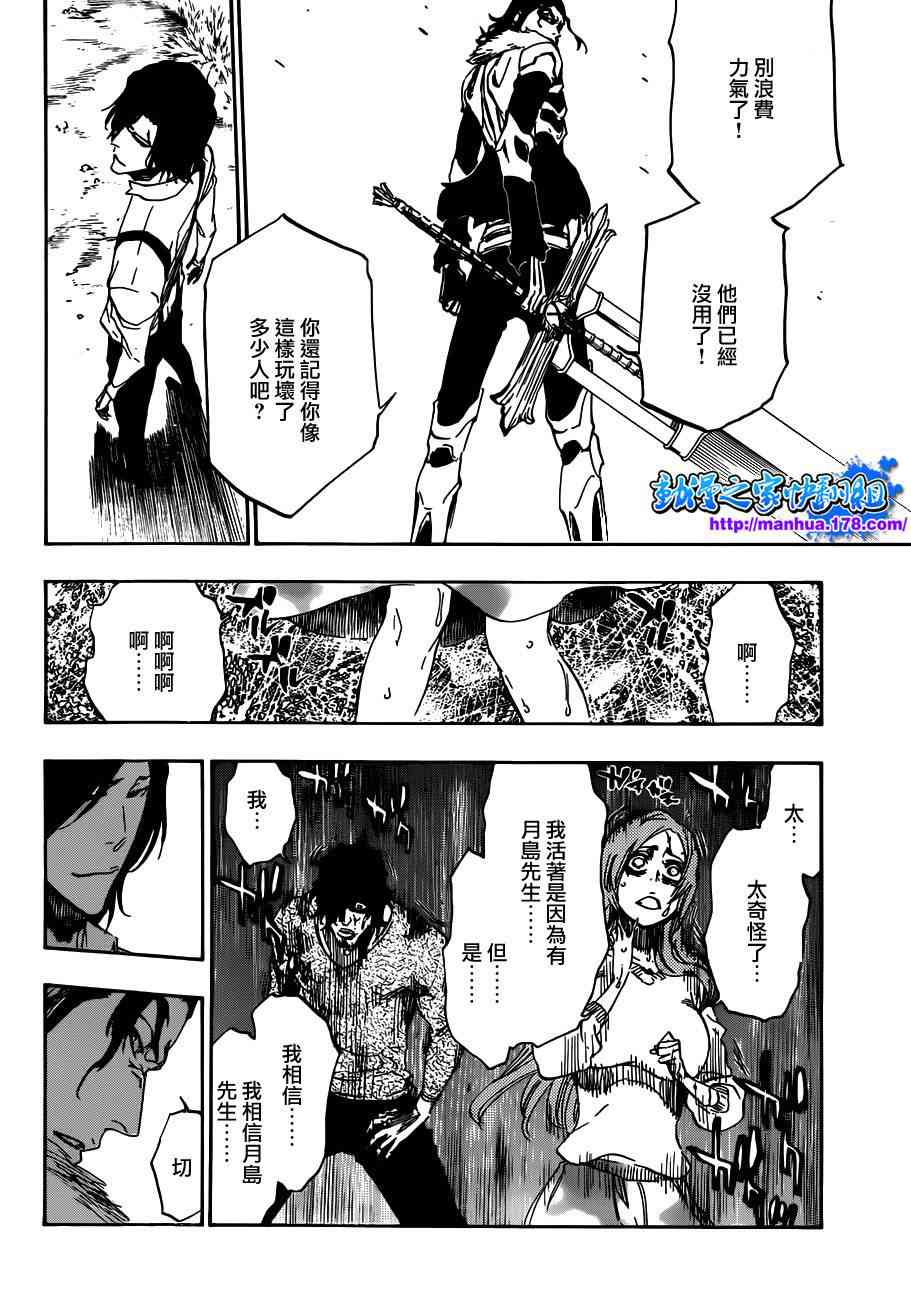 別浪費
力氣了！
他們已經
沒用了！
你還記得你像
這樣玩壞了
多少人吧？
動漫之家快翻組
http://manhua.178.com/
啊……
啊啊啊
啊……
太…
太奇怪了…
我活著是因為有
月島先生……
但…
是…
我…
我相信……
我相信月島
先生……
切